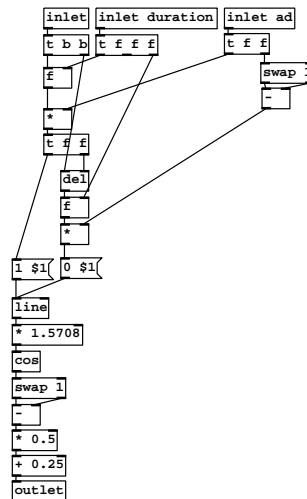 inlet inlet duration inlet ad
t b b t f f f t f f
f swap 1
-
*
t f f
del
f
*
1 $1 0 $1
line
* 1.5708
cos
swap 1
-
* 0.5
+ 0.25
outlet